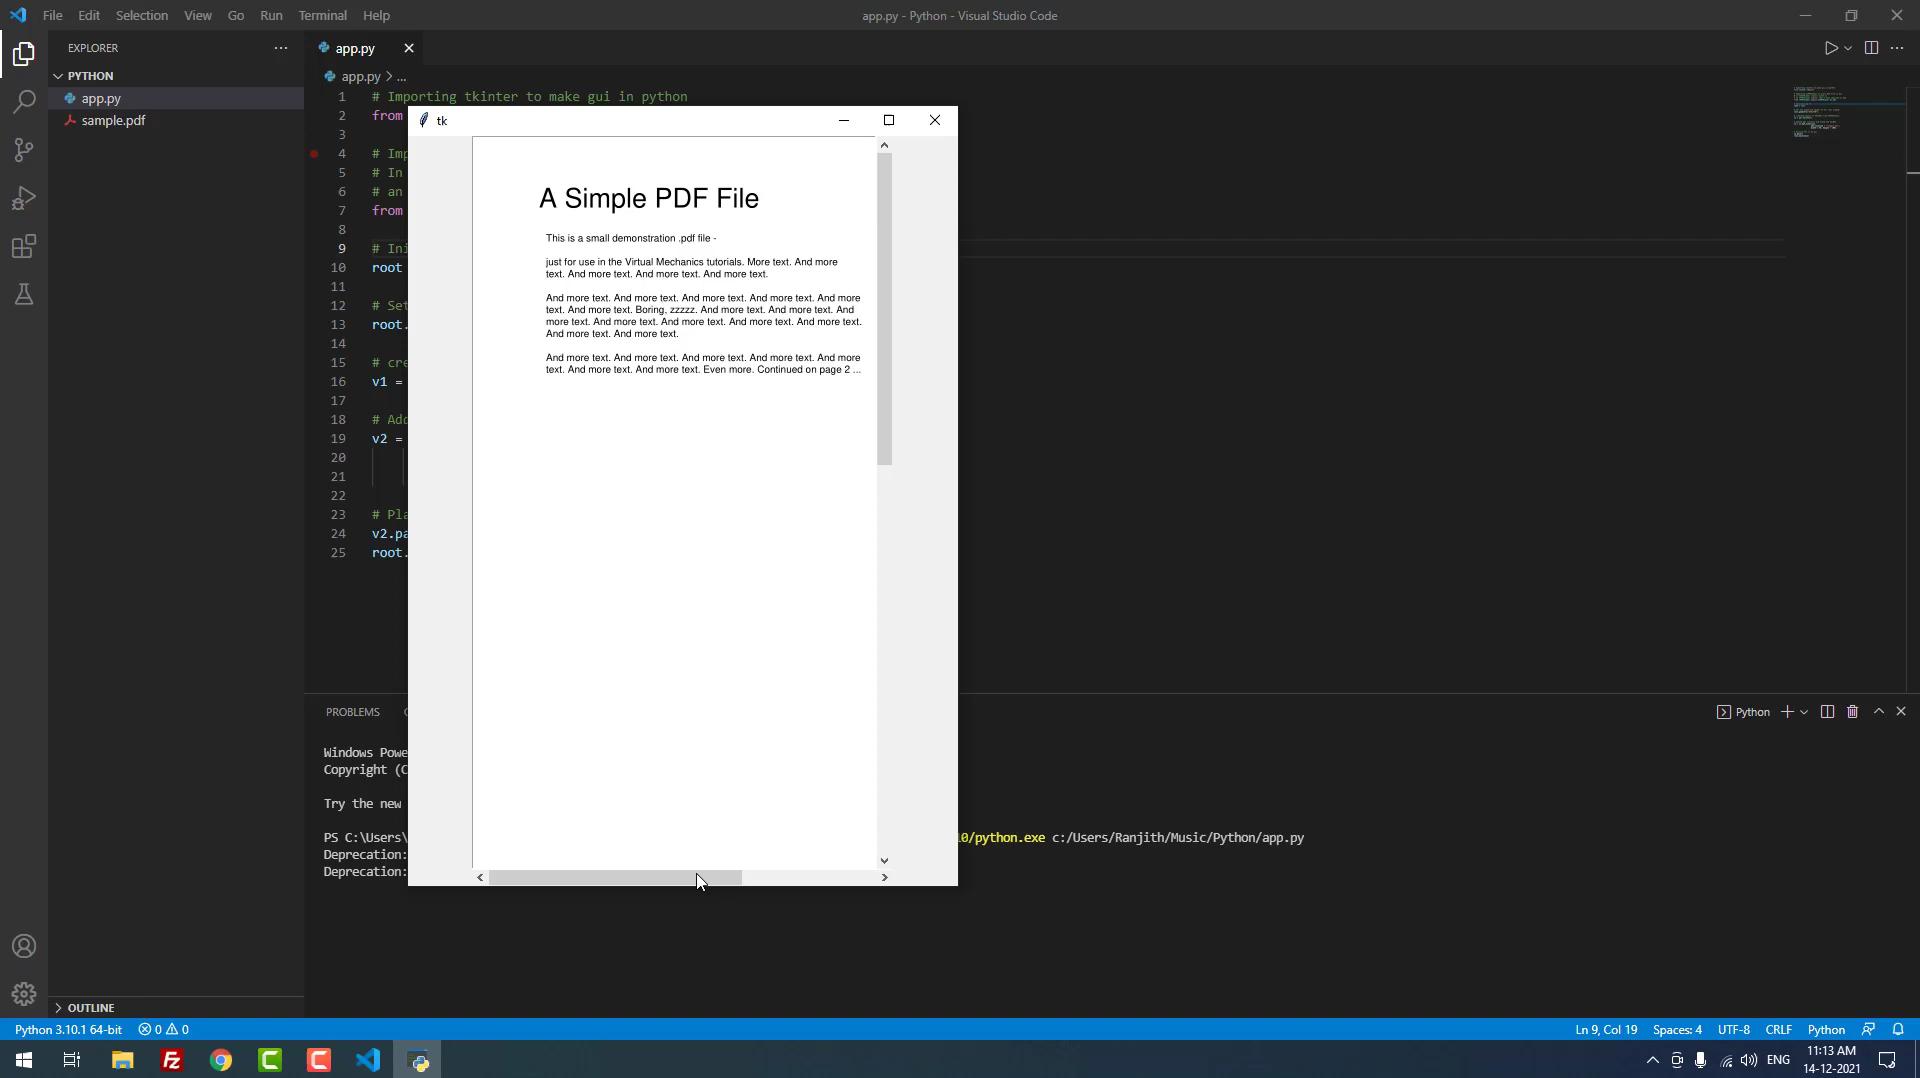 File Edit Selection View Go Run Terminal Help
app.py - Python - Visual Studio Code
EXPLORER
PYTHON
app.py
sample.pdf
OUTLINE
app.py
app.py > ...
1 # Importing tkinter to make gui in python
2 from
3
4 # Imp
5 # In
6 # an
7 from
8
9 # Ini
10 root
11
12 # Set
13 root.
14
15 # cre
16 v1 =
17
18 # Add
19 v2 =
20
21
22
23 # Pla
24 v2.pa
25 root.
tk
A Simple PDF File
This is a small demonstration .pdf file -
just for use in the Virtual Mechanics tutorials. More text. And more
text. And more text. And more text. And more text.
And more text. And more text. And more text. And more text. And more
text. And more text. Boring, zzzzz. And more text. And more text. And
more text. And more text. And more text. And more text. And more text.
And more text. And more text.
And more text. And more text. And more text. And more text. And more
text. And more text. And more text. Even more. Continued on page 2 ...
PROBLEMS
Python
Windows Powe
Copyright (C
Try the new
PS C:\Users\ 10/python.exe c:/Users/Ranjith/Music/Python/app.py
Deprecation:
Deprecation:
Python 3.10.1 64-bit 0 0
Ln 9, Col 19 Spaces: 4 UTF-8 CRLF Python
Fz
C
C
ENG
11:13 AM
14-12-2021